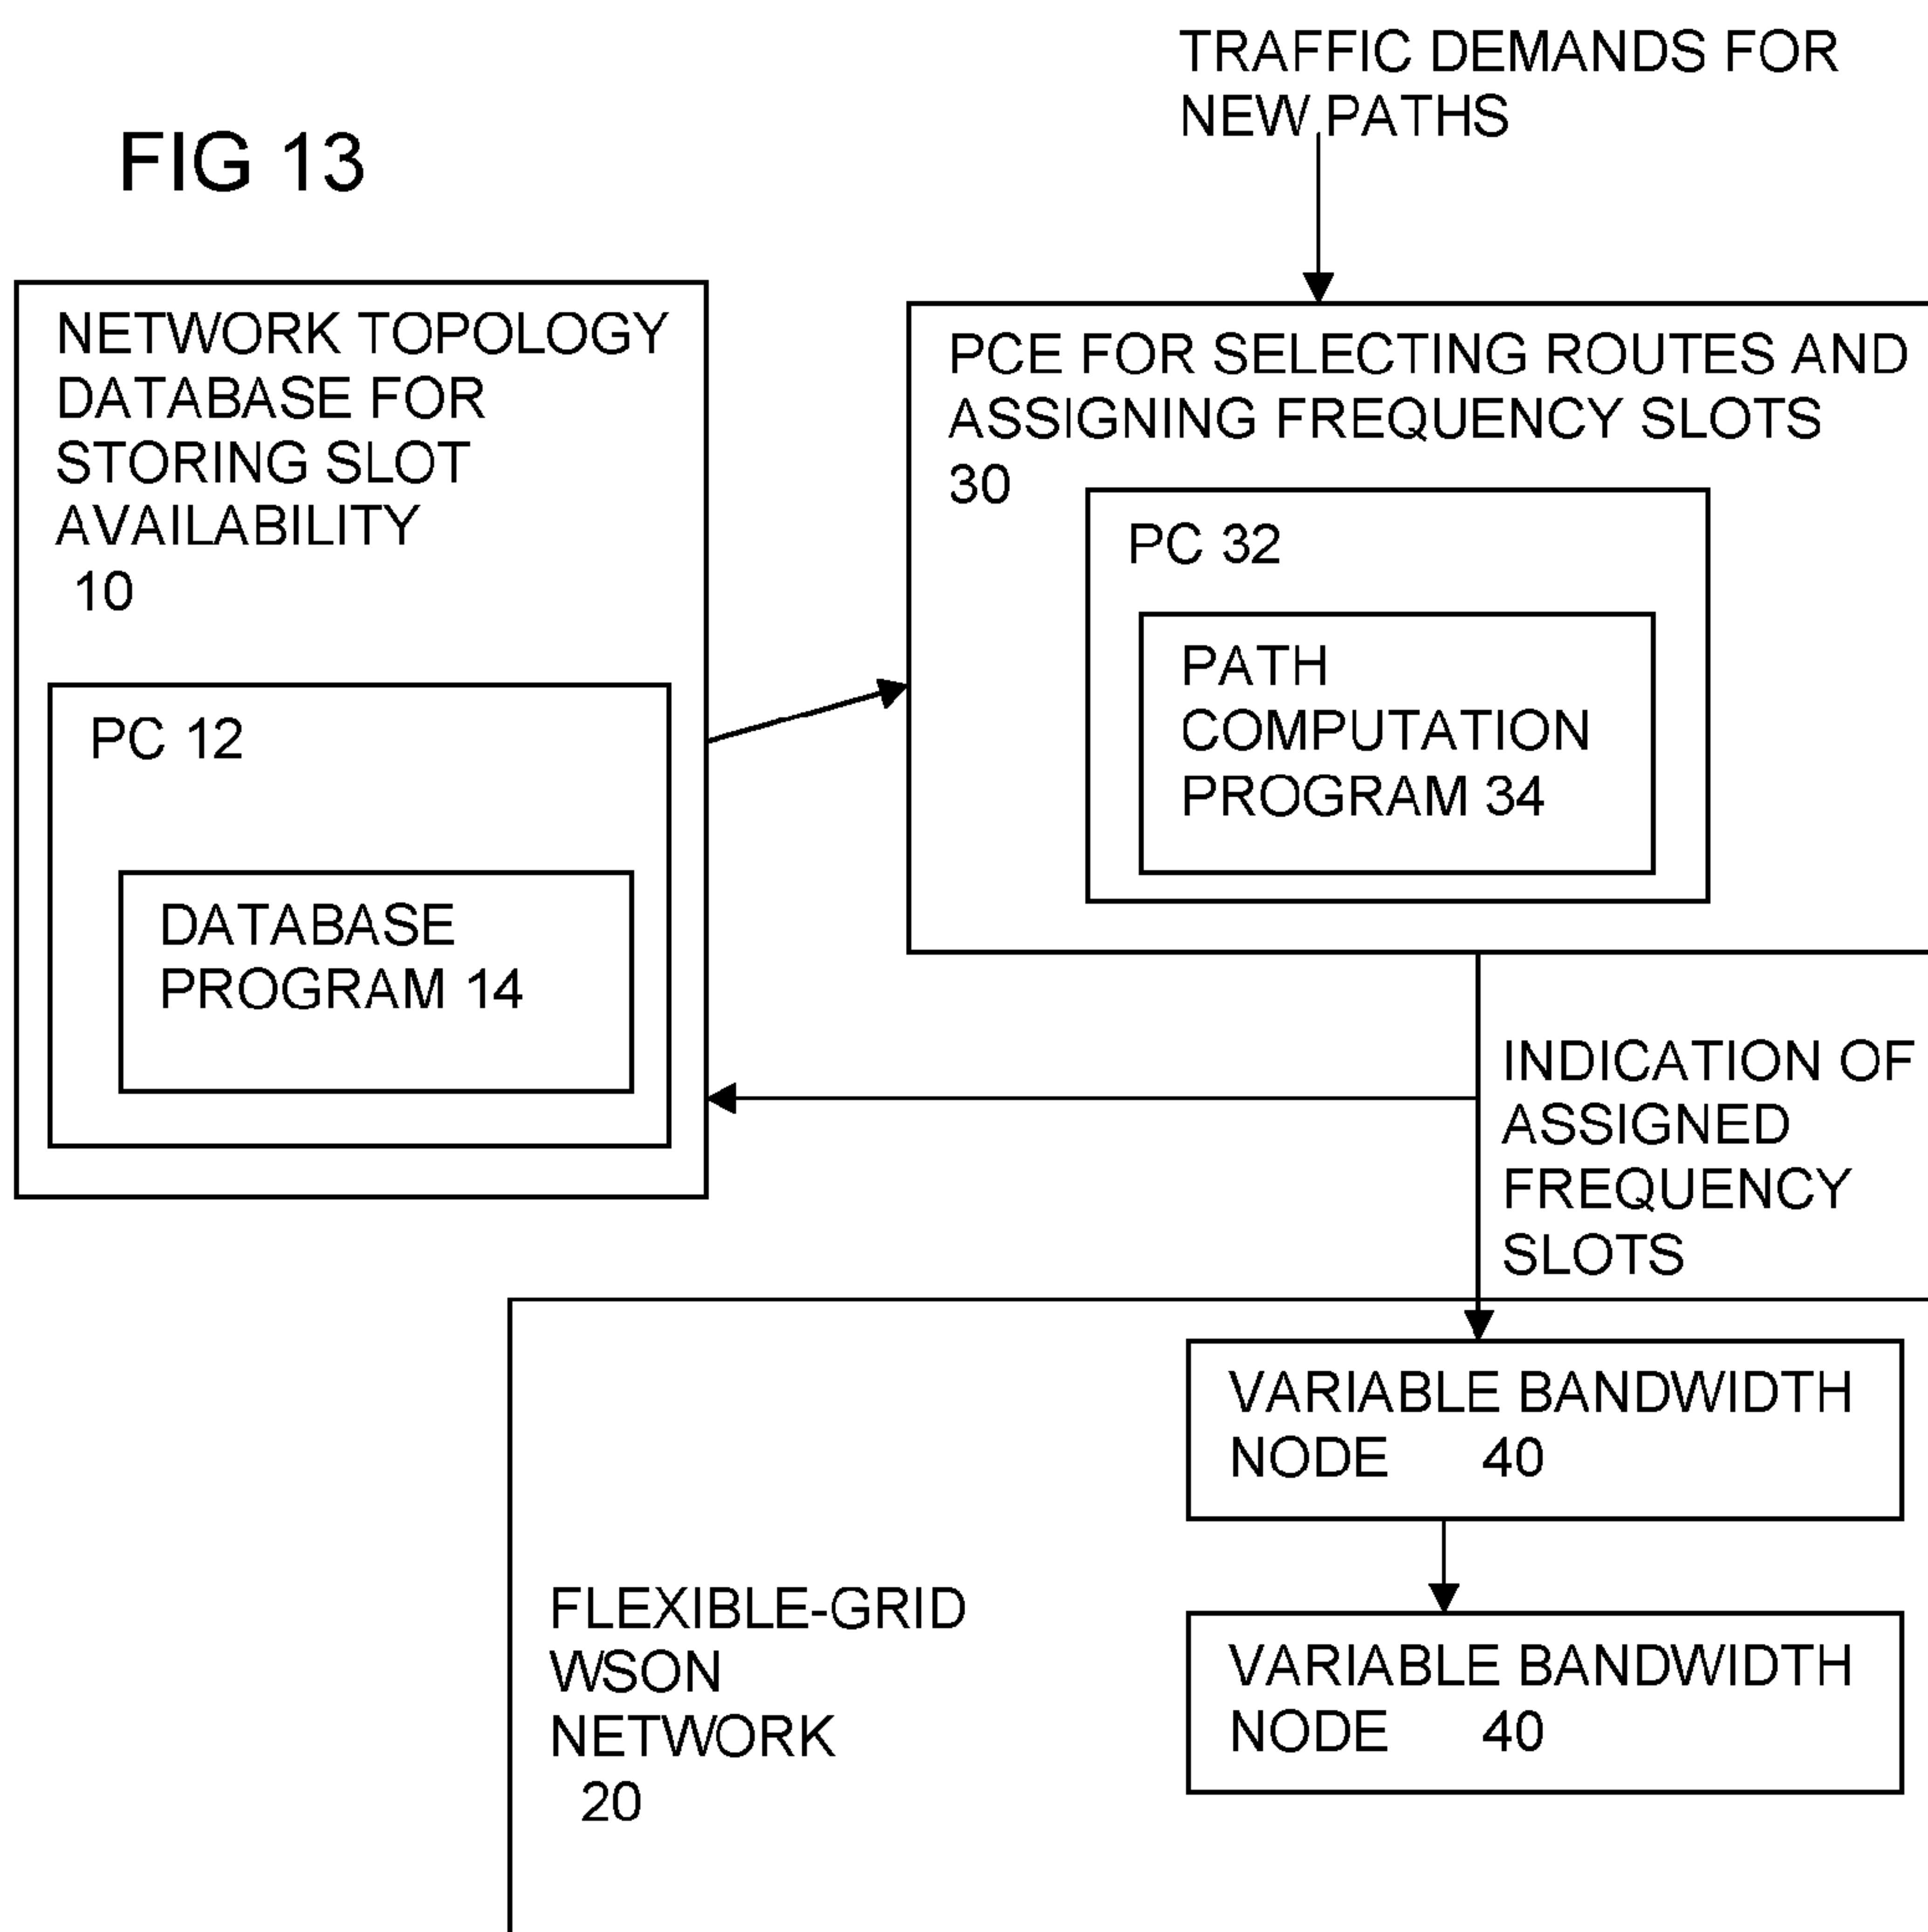 TRAFFIC DEMANDS FOR
NEW PATHS
FIG 13
NETWORK TOPOLOGY
DATABASE FOR
STORING SLOT
AVAILABILITY
10
PC 12
DATABASE
PROGRAM 14
PCE FOR SELECTING ROUTES AND
ASSIGNING FREQUENCY SLOTS
30
PC 32
PATH
COMPUTATION
PROGRAM 34
INDICATION OF
ASSIGNED
FREQUENCY
SLOTS
VARIABLE BANDWIDTH
NODE 40
FLEXIBLE-GRID
WSON
NETWORK
20
VARIABLE BANDWIDTH
NODE 40